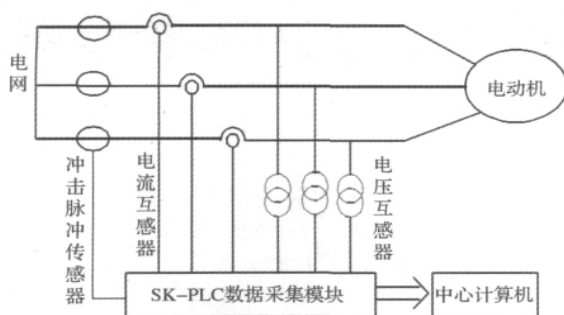 电网
电动机
冲击脉冲传感器
电流互感器
电压互感器
SK-PLC数据采集模块
中心计算机